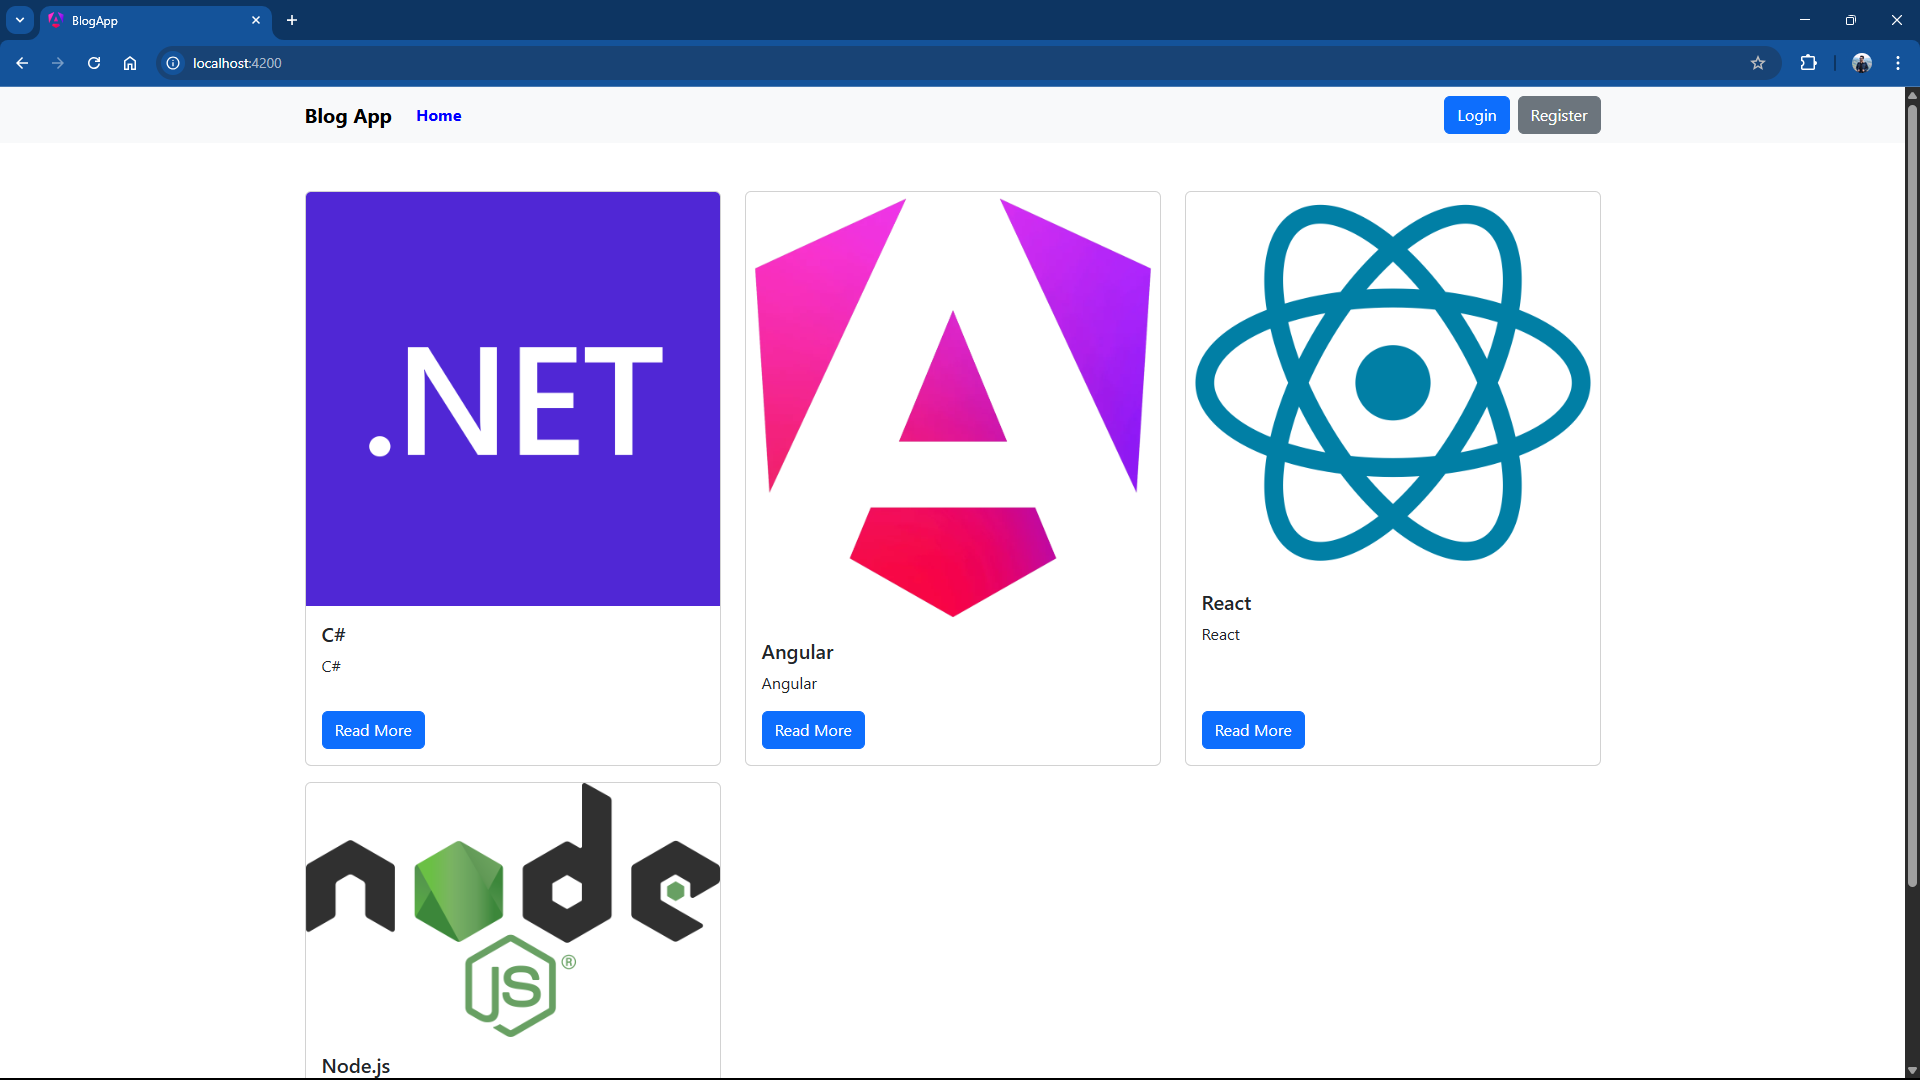 BlogApp
localhost:4200
Blog App Home Login Register
.NET
C#
C#
Read More
Angular
Angular
Read More
React
React
Read More
node
JS ®
Node.js